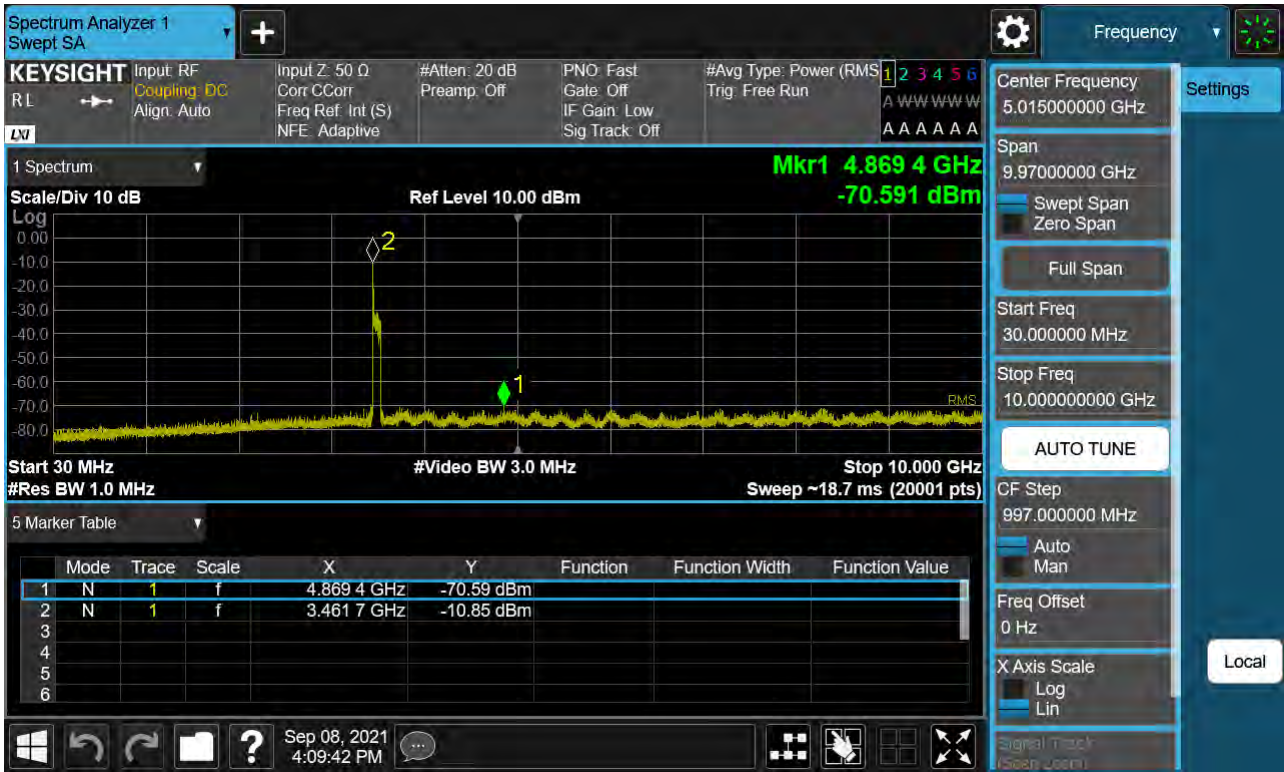 Spectrum Analyzer 1
Swept SA
Frequency
KEYSIGHT
RL
LXI
Input: RF
Coupling: DC
Align: Auto
Input Z: 50 Ω
Corr CCorr
Freq Ref: Int (S)
NFE: Adaptive
#Atten: 20 dB
Preamp: Off
PNO: Fast
Gate: Off
IF Gain: Low
Sig Track: Off
#Avg Type: Power (RMS
Trig: Free Run
1 2 3 4 5 6
A W W W W W
A A A A A A
1 Spectrum
Mkr1 4.869 4 GHz
-70.591 dBm
Scale/Div 10 dB
Ref Level 10.00 dBm
Log
0.00
-10.0
-20.0
-30.0
-40.0
-50.0
-60.0
-70.0
-80.0
2
1
RMS
Start 30 MHz
#Video BW 3.0 MHz
Stop 10.000 GHz
#Res BW 1.0 MHz
Sweep ~18.7 ms (20001 pts)
5 Marker Table
Mode Trace Scale X Y Function Function Width Function Value
1 N 1 f 4.869 4 GHz -70.59 dBm
2 N 1 f 3.461 7 GHz -10.85 dBm
3
4
5
6
Sep 08, 2021
4:09:42 PM
Center Frequency
5.015000000 GHz
Span
9.97000000 GHz
Swept Span
Zero Span
Full Span
Start Freq
30.000000 MHz
Stop Freq
10.000000000 GHz
AUTO TUNE
CF Step
997.000000 MHz
Auto
Man
Freq Offset
0 Hz
X Axis Scale
Log
Lin
Signal Track
(Span Zoom)
Settings
Local